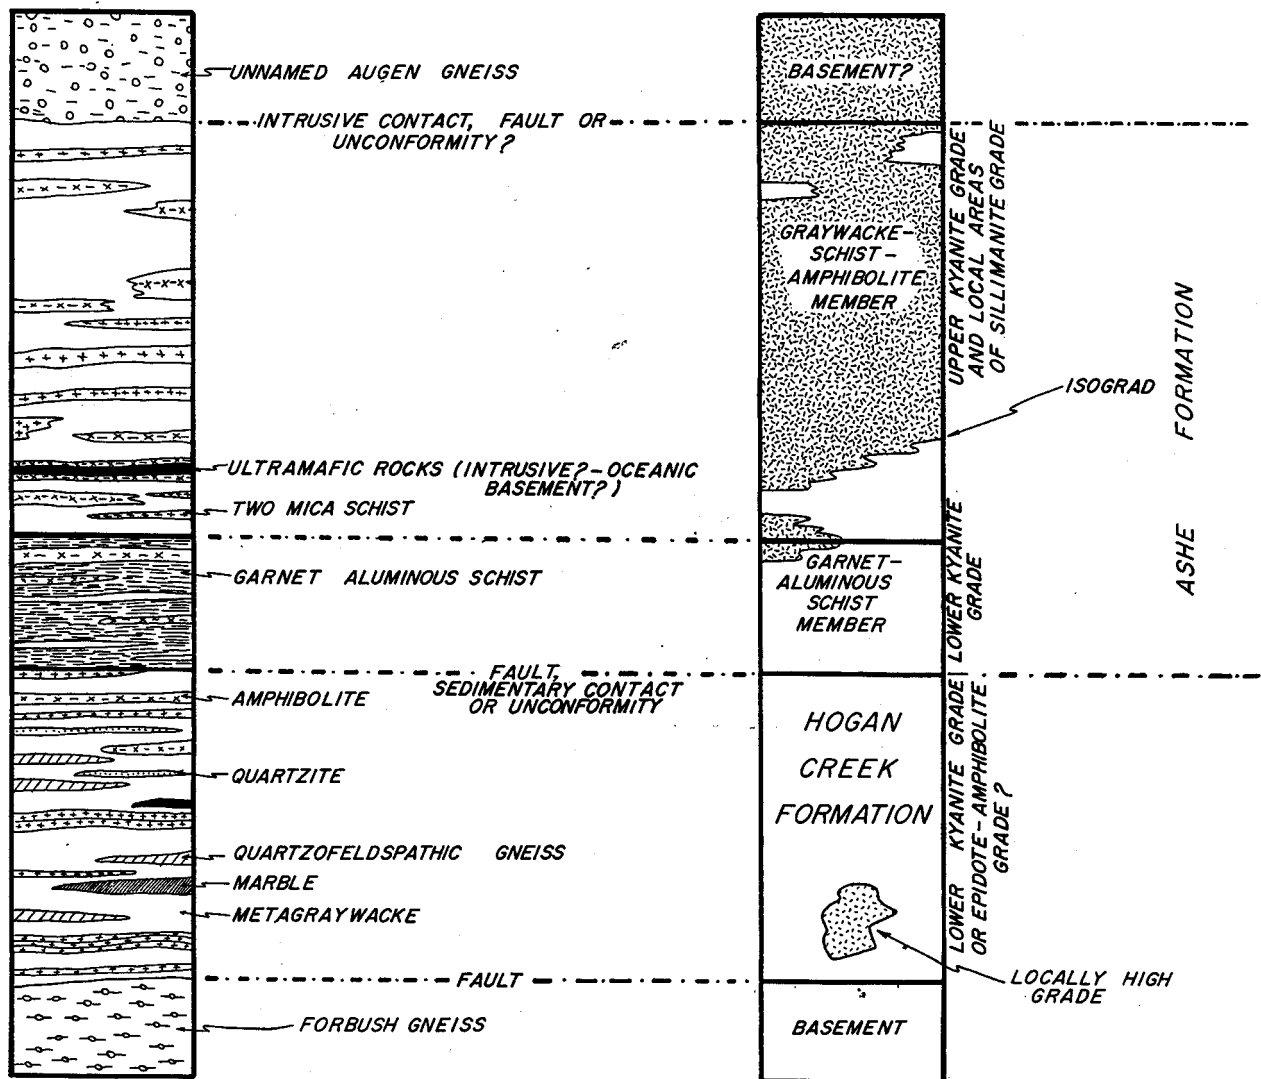 UNNAMED AUGEN GNEISS
INTRUSIVE CONTACT, FAULT OR
UNCONFORMITY?
ULTRAMAFIC ROCKS (INTRUSIVE?-OCEANIC
BASEMENT?)
TWO MICA SCHIST
GARNET ALUMINOUS SCHIST
FAULT,
SEDIMENTARY CONTACT
OR UNCONFORMITY
AMPHIBOLITE
QUARTZITE
QUARTZOFELDSPATHIC GNEISS
MARBLE
METAGRAYWACKE
FAULT
FORBUSH GNEISS
BASEMENT?
GRAYWACKE-
SCHIST-
AMPHIBOLITE
MEMBER
GARNET-
ALUMINOUS
SCHIST
MEMBER
HOGAN
CREEK
FORMATION
BASEMENT
UPPER KYANITE GRADE
AND LOCAL AREAS
OF SILLIMANITE GRADE
ISOGRAD
LOWER KYANITE
GRADE
LOWER KYANITE GRADE
OR EPIDOTE-AMPHIBOLITE
GRADE?
LOCALLY HIGH
GRADE
ASHE FORMATION